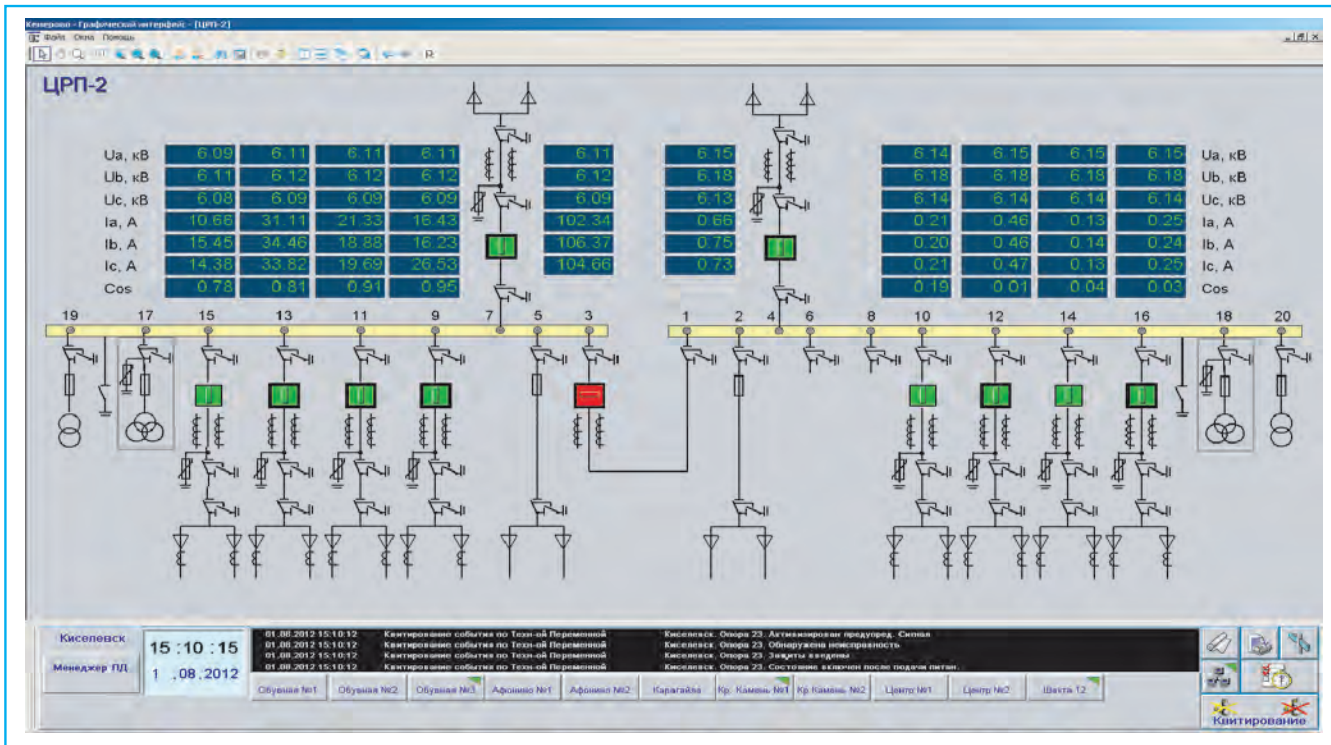 Кемерово - Графический интерфейс - [ЦРП-2]
Файл Окна Помощь
R
ЦРП-2
Ua, кВ 6.09 6.11 6.11 6.11 6.11 6.15 6.14 6.15 6.15 6.15 Ua, кВ
Ub, кВ 6.11 6.12 6.12 6.12 6.12 6.18 6.18 6.18 6.18 6.18 Ub, кВ
Uc, кВ 6.08 6.09 6.09 6.09 6.09 6.13 6.14 6.14 6.14 6.14 Uc, кВ
Ia, А 10.66 31.11 21.33 16.43 102.34 0.66 0.21 0.46 0.13 0.25 Ia, А
Ib, А 15.45 34.46 18.88 16.23 106.37 0.75 0.20 0.46 0.14 0.24 Ib, А
Ic, А 14.38 33.82 19.69 26.53 104.66 0.73 0.21 0.47 0.13 0.25 Ic, А
Cos 0.78 0.81 0.91 0.95 0.19 0.01 0.04 0.03 Cos
19 17 15 13 11 9 7 5 3 1 2 4 6 8 10 12 14 16 18 20
Киселевск
Менеджер ПД
15 :10 :15
1 .08.2012
01.08.2012 15:10:12 Квитирование события по Техн-ой Переменной Киселевск. Опора 23. Активизирован предупред. Сигнал
01.08.2012 15:10:12 Квитирование события по Техн-ой Переменной Киселевск. Опора 23. Обнаружена неисправность
01.08.2012 15:10:12 Квитирование события по Техн-ой Переменной Киселевск. Опора 23. Защиты введены
01.08.2012 15:10:12 Квитирование события по Техн-ой Переменной Киселевск. Опора 23. Состояние включен после подачи питан.
Обувная №1 Обувная №2 Обувная №3 Афонино №1 Афонино №2 Карагайла Кр. Камень №1 Кр.Камень №2 Центр №1 Центр №2 Шахта 12
Квитирование